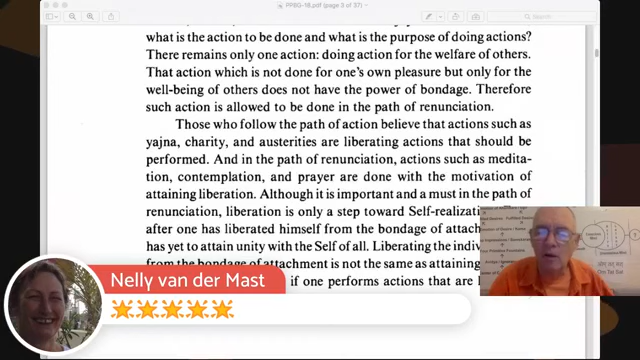 PPBG-18.pdf (page 3 of 37)
what is the action to be done and what is the purpose of doing actions?
There remains only one action: doing action for the welfare of others.
That action which is not done for one's own pleasure but only for the
well-being of others does not have the power of bondage. Therefore
such action is allowed to be done in the path of renunciation.
Those who follow the path of action believe that actions such as
yajna, charity, and austerities are liberating actions that should be
performed. And in the path of renunciation, actions such as medita-
tion, contemplation, and prayer are done with the motivation of
attaining liberation. Although it is important and a must in the path of
renunciation, liberation is only a step toward Self-realizati
after one has liberated himself from the bondage of attach
has yet to attain unity with the Self of all. Liberating the indiv
from the bondage of attachment is not the same as attaining
if one performs actions that are
Nelly van der Mast
Om Tat Sat